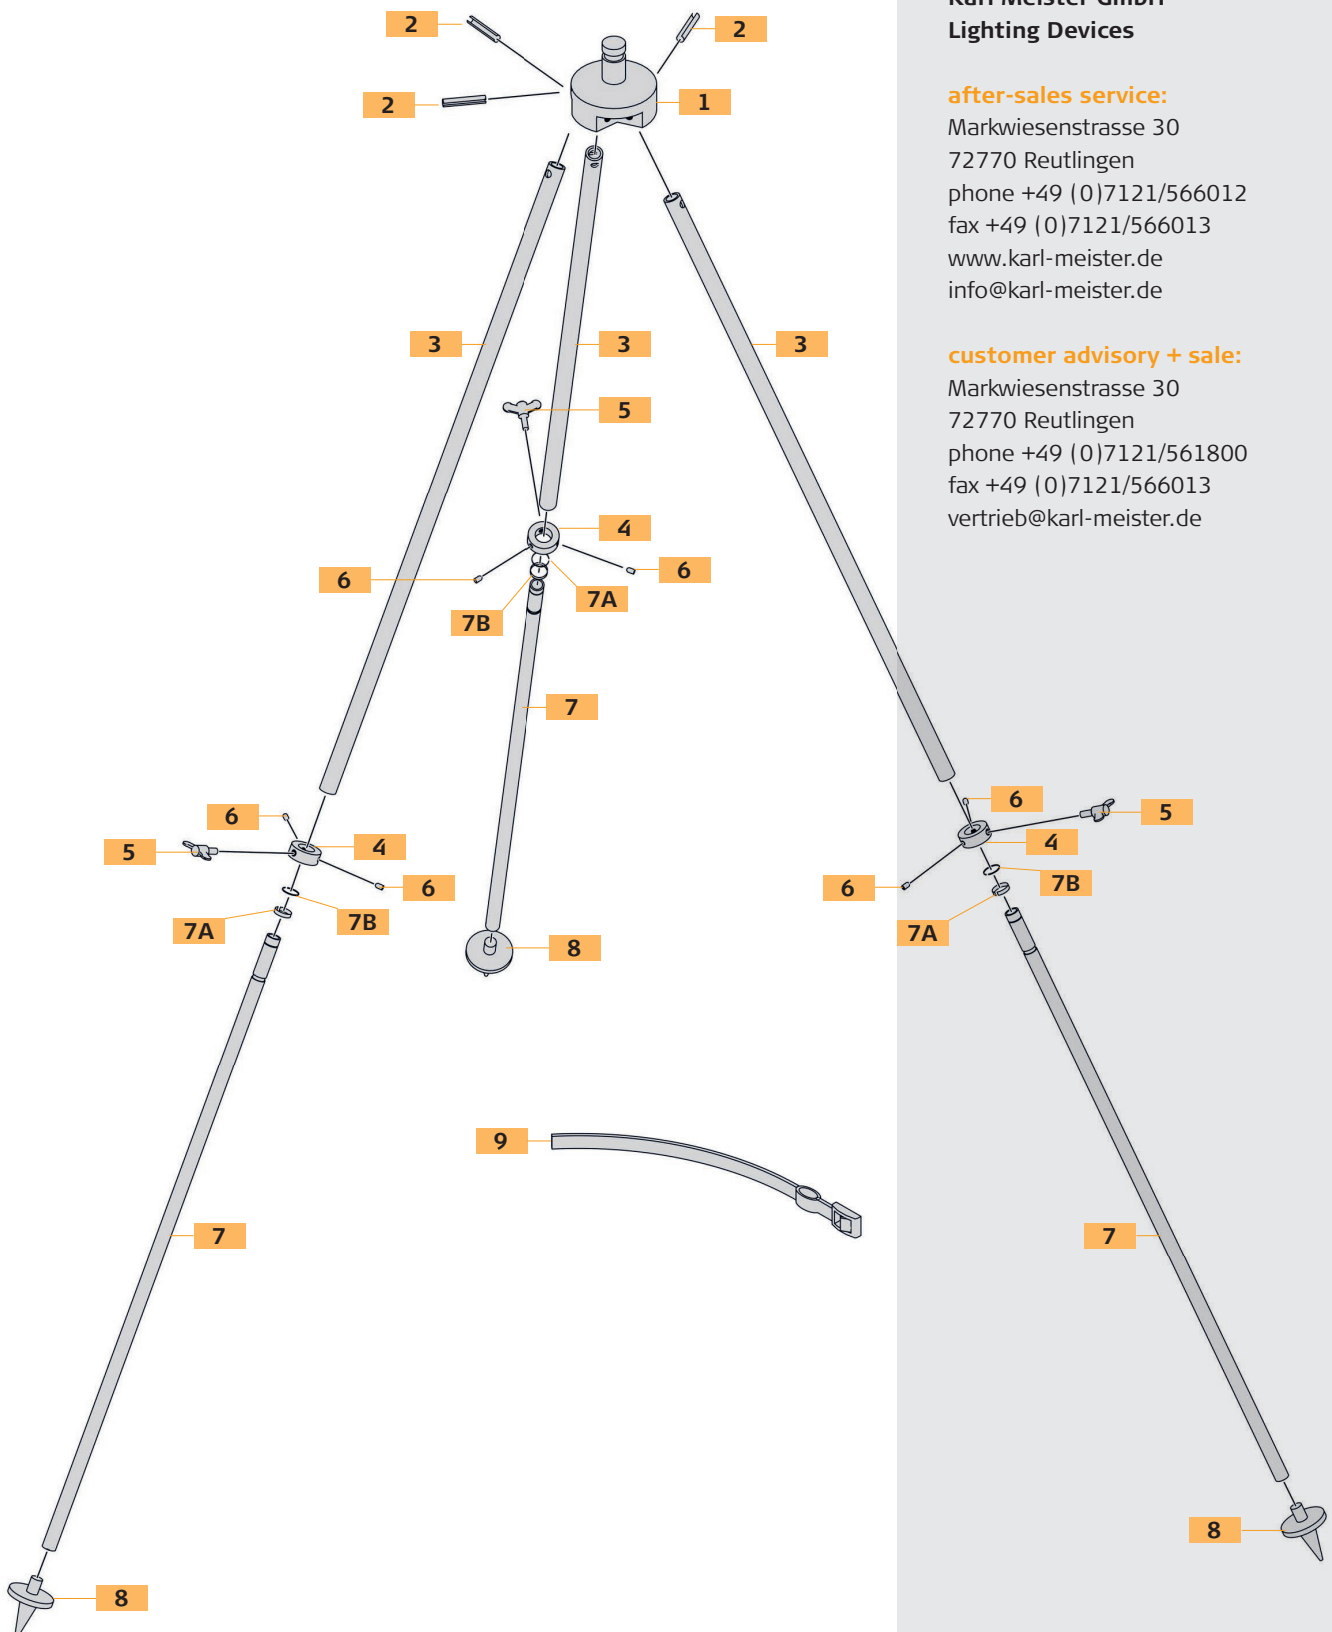 Karl Meister GmbH
Lighting Devices
after-sales service:
Markwiesenstrasse 30
72770 Reutlingen
phone +49 (0)7121/566012
fax +49 (0)7121/566013
www.karl-meister.de
info@karl-meister.de
customer advisory + sale:
Markwiesenstrasse 30
72770 Reutlingen
phone +49 (0)7121/561800
fax +49 (0)7121/566013
vertrieb@karl-meister.de
2
2
2
1
3
3
3
5
4
6
6
7A
7B
7
6
5
4
6
7A
7B
8
6
5
4
6
7B
7A
9
7
7
8
8